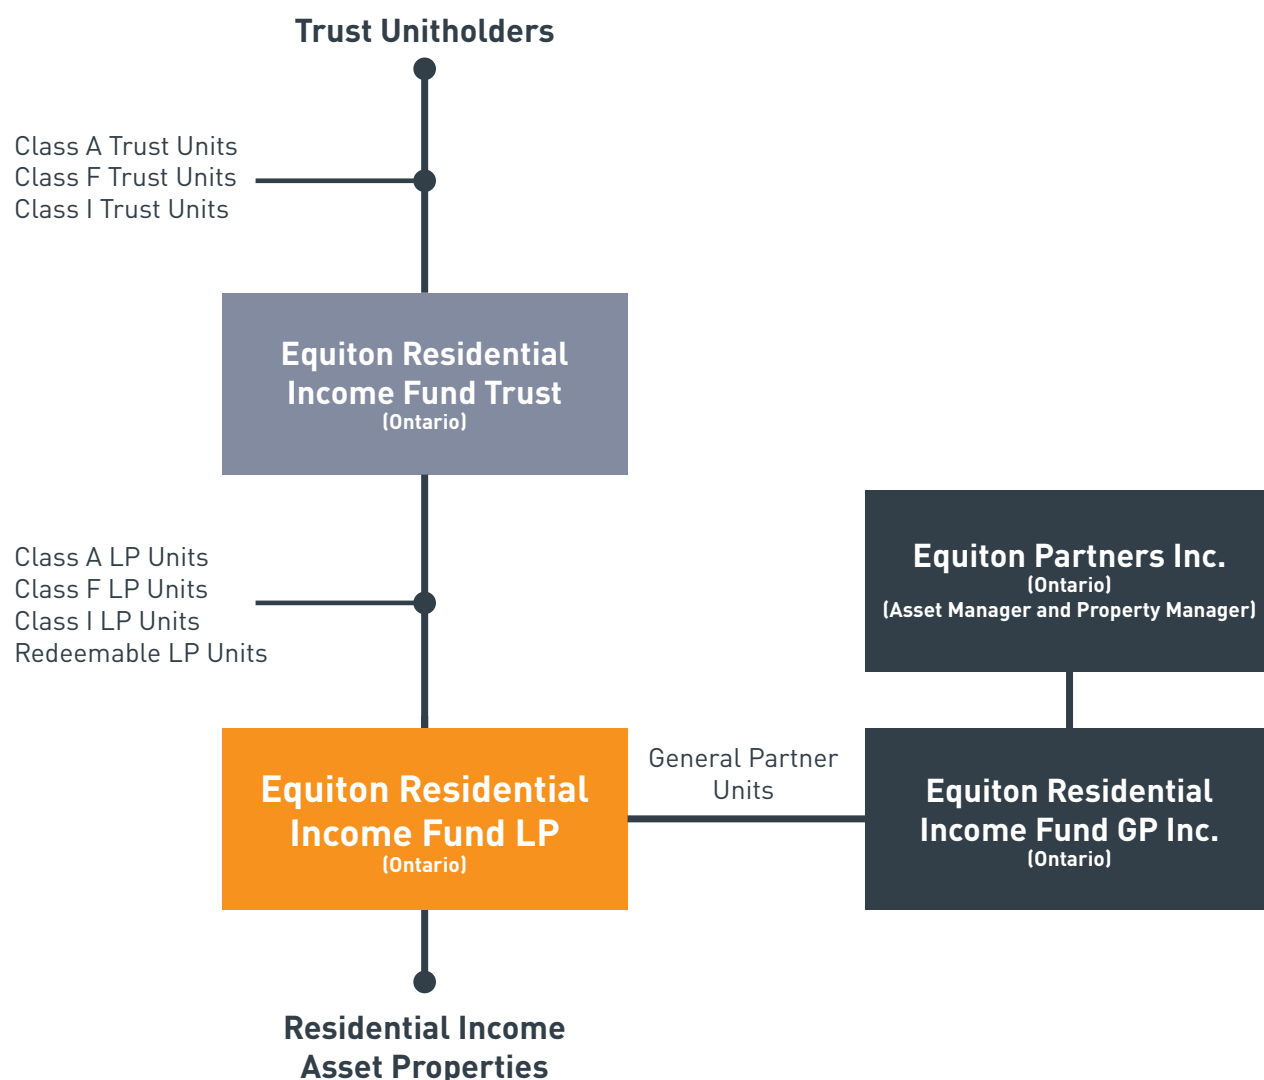 Trust Unitholders
Class A Trust Units
Class F Trust Units
Class I Trust Units
Equiton Residential
Income Fund Trust
(Ontario)
Class A LP Units
Class F LP Units
Class I LP Units
Redeemable LP Units
Equiton Partners Inc.
(Ontario)
(Asset Manager and Property Manager)
Equiton Residential
Income Fund LP
(Ontario)
General Partner
Units
Equiton Residential
Income Fund GP Inc.
(Ontario)
Residential Income
Asset Properties